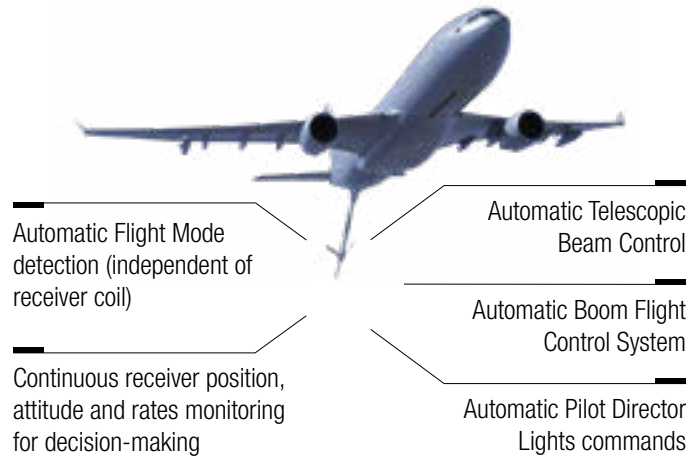 Automatic Flight Mode
detection (independent of
receiver coil)
Continuous receiver position,
attitude and rates monitoring
for decision-making
Automatic Telescopic
Beam Control
Automatic Boom Flight
Control System
Automatic Pilot Director
Lights commands